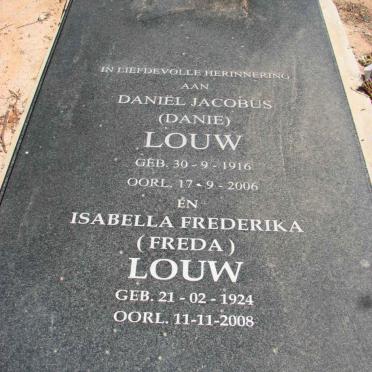 IN LIEFDEVOLLE HERINNERING
AAN
DANIËL JACOBUS
(DANIE)
LOUW
GEB. 30 - 9 - 1916
OORL. 17 - 9 - 2006
EN
ISABELLA FREDERIKA
(FREDA)
LOUW
GEB. 21 - 02 - 1924
OORL. 11-11-2008